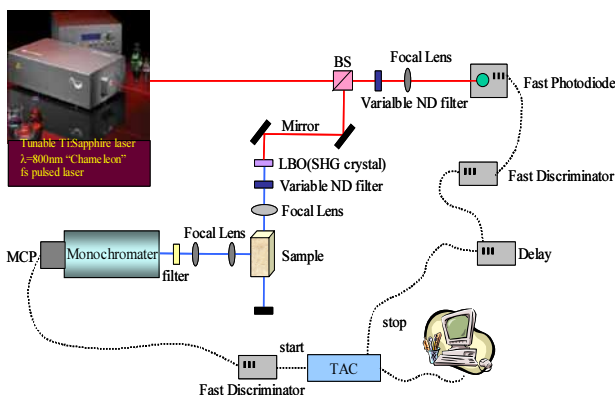 BS
Focal Lens
Varialble ND filter
Fast Photodiode
Tunable Ti:Sapphire laser
λ=800nm “Chameleon”
fs pulsed laser
Mirror
LBO(SHG crystal)
Variable ND filter
Fast Discriminator
Focal Lens
Focal Lens
MCP
Monochromater
filter
Sample
Delay
stop
start
TAC
Fast Discriminator